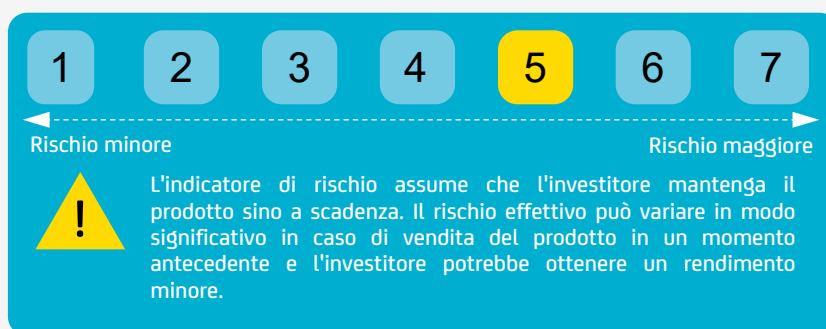 1 2 3 4 5 6 7
Rischio minore Rischio maggiore
!
L'indicatore di rischio assume che l'investitore mantenga il
prodotto sino a scadenza. Il rischio effettivo può variare in modo
significativo in caso di vendita del prodotto in un momento
antecedente e l'investitore potrebbe ottenere un rendimento
minore.